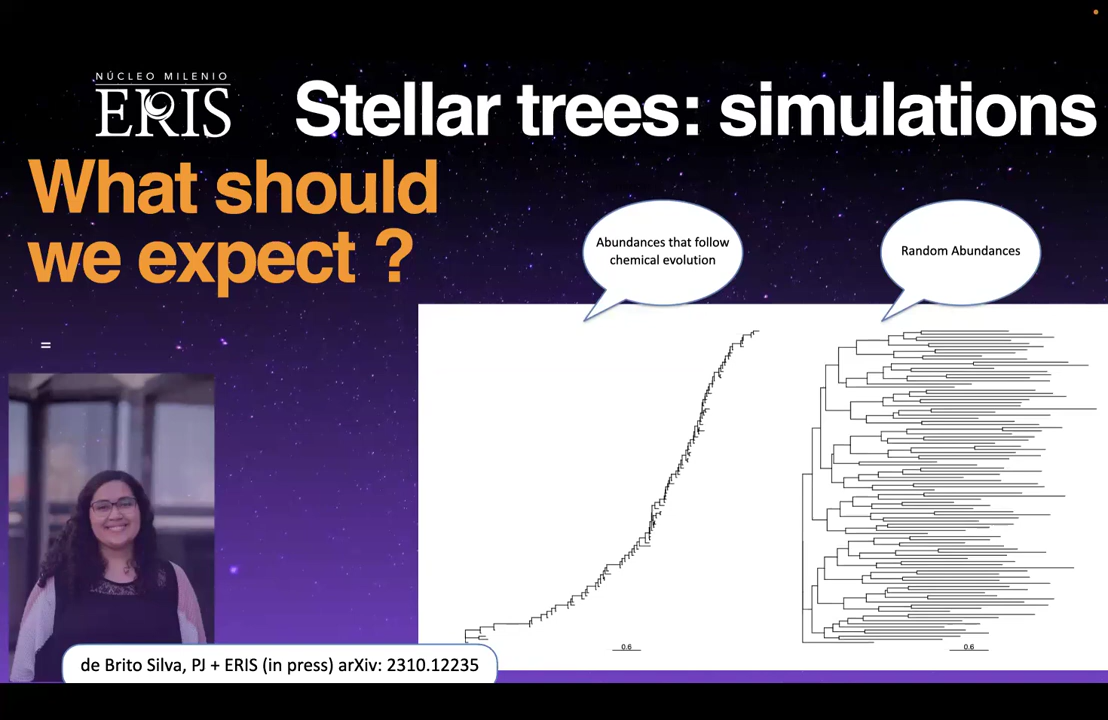 NÚCLEO MILENIO
ERIS
Stellar trees: simulations
What should
we expect ?
Abundances that follow
chemical evolution
Random Abundances
=
0.6
0.6
de Brito Silva, PJ + ERIS (in press) arXiv: 2310.12235